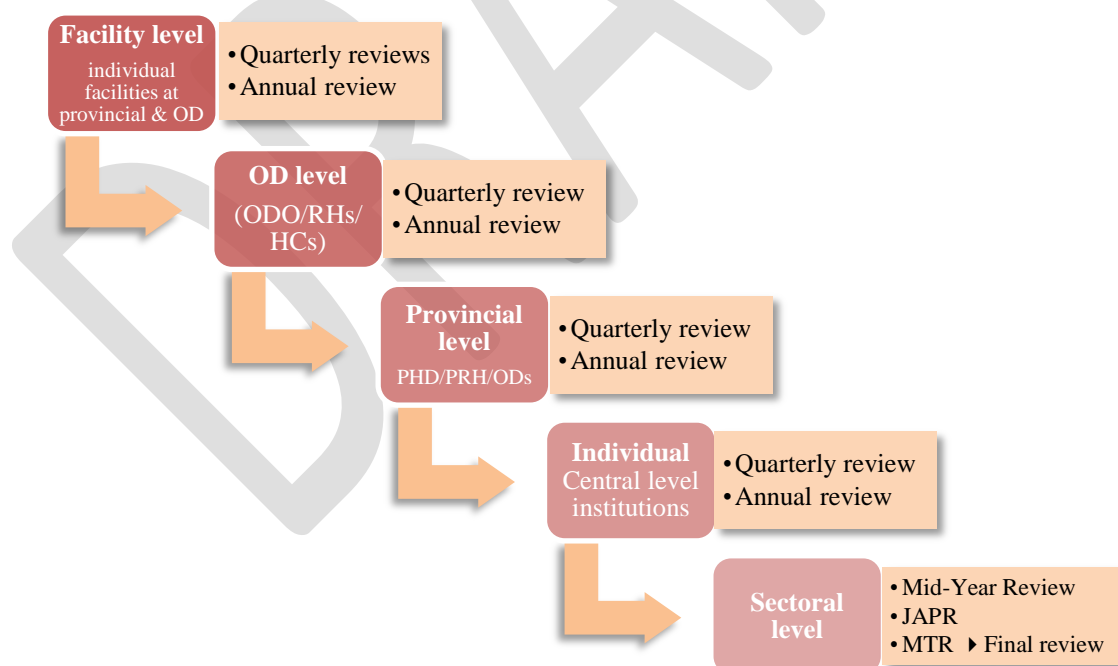 Facility level
individual
facilities at
provincial & OD
•Quarterly reviews
•Annual review
OD level
(ODO/RHs/
HCs)
•Quarterly review
•Annual review
Provincial
level
PHD/PRH/ODs
•Quarterly review
•Annual review
Individual
Central level
institutions
•Quarterly review
•Annual review
Sectoral
level
•Mid-Year Review
•JAPR
•MTR ▸ Final review